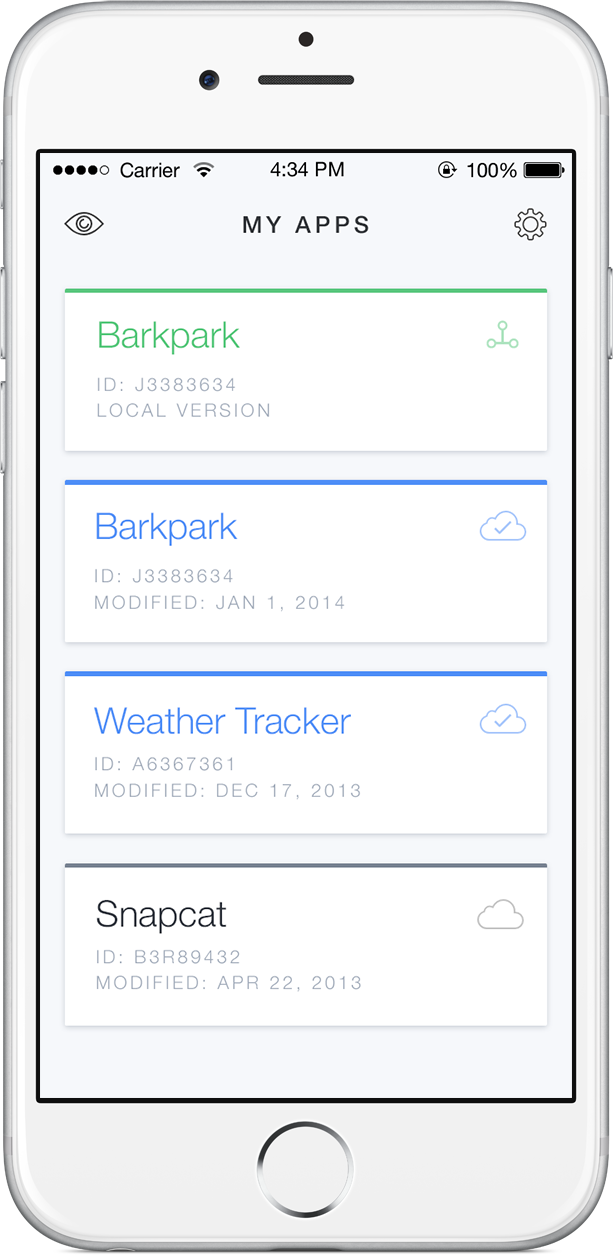 Carrier 4:34 PM 100%
MY APPS
Barkpark
ID: J3383634
LOCAL VERSION
Barkpark
ID: J3383634
MODIFIED: JAN 1, 2014
Weather Tracker
ID: A6367361
MODIFIED: DEC 17, 2013
Snapcat
ID: B3R89432
MODIFIED: APR 22, 2013